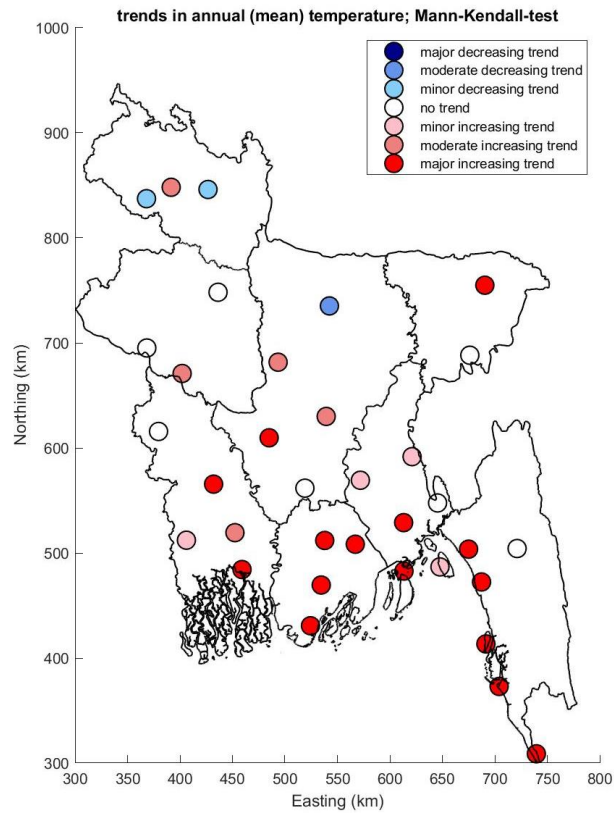 trends in annual (mean) temperature; Mann-Kendall-test
1000
major decreasing trend
moderate decreasing trend
minor decreasing trend
no trend
minor increasing trend
moderate increasing trend
major increasing trend
900
800
700
Northing (km)
600
500
400
300
300 350 400 450 500 550 600 650 700 750 800
Easting (km)